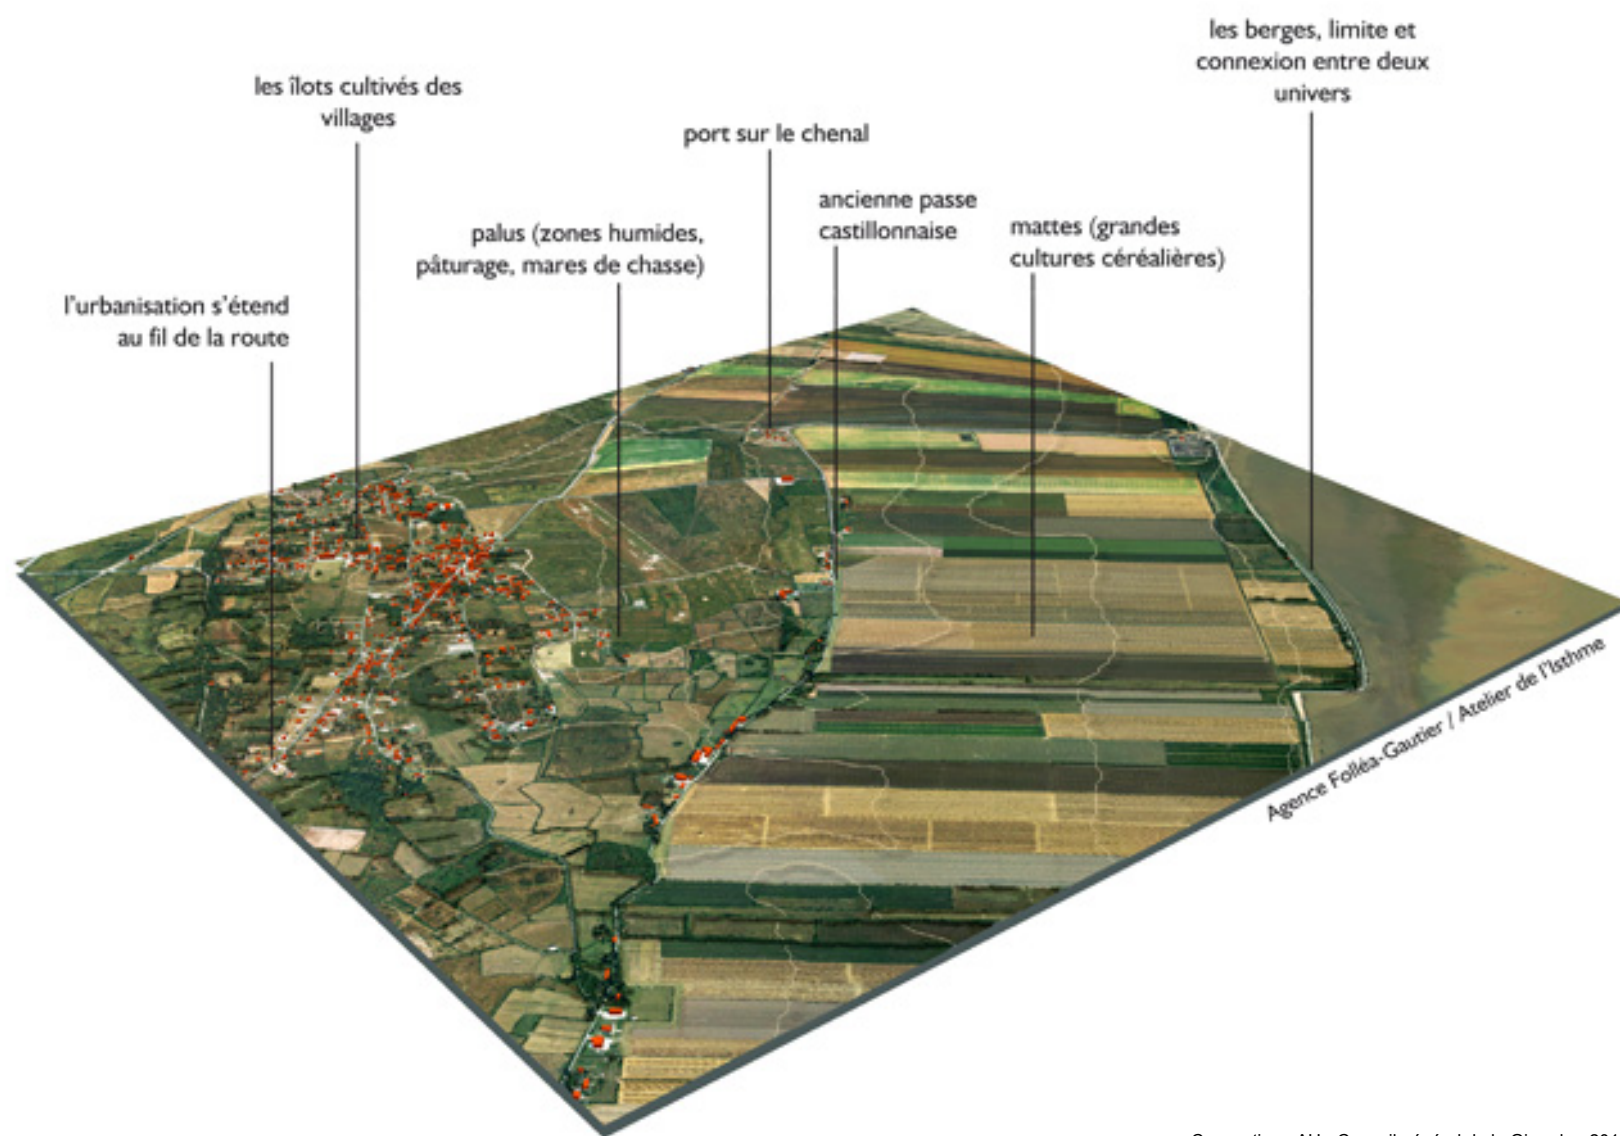 les berges, limite et
connexion entre deux
univers
les îlots cultivés des
villages
port sur le chenal
ancienne passe
castillonnaise
mattes (grandes
cultures céréalières)
palus (zones humides,
pâturage, mares de chasse)
l'urbanisation s'étend
au fil de la route
Agence Folléa-Gautier / Atelier de l'Isthme